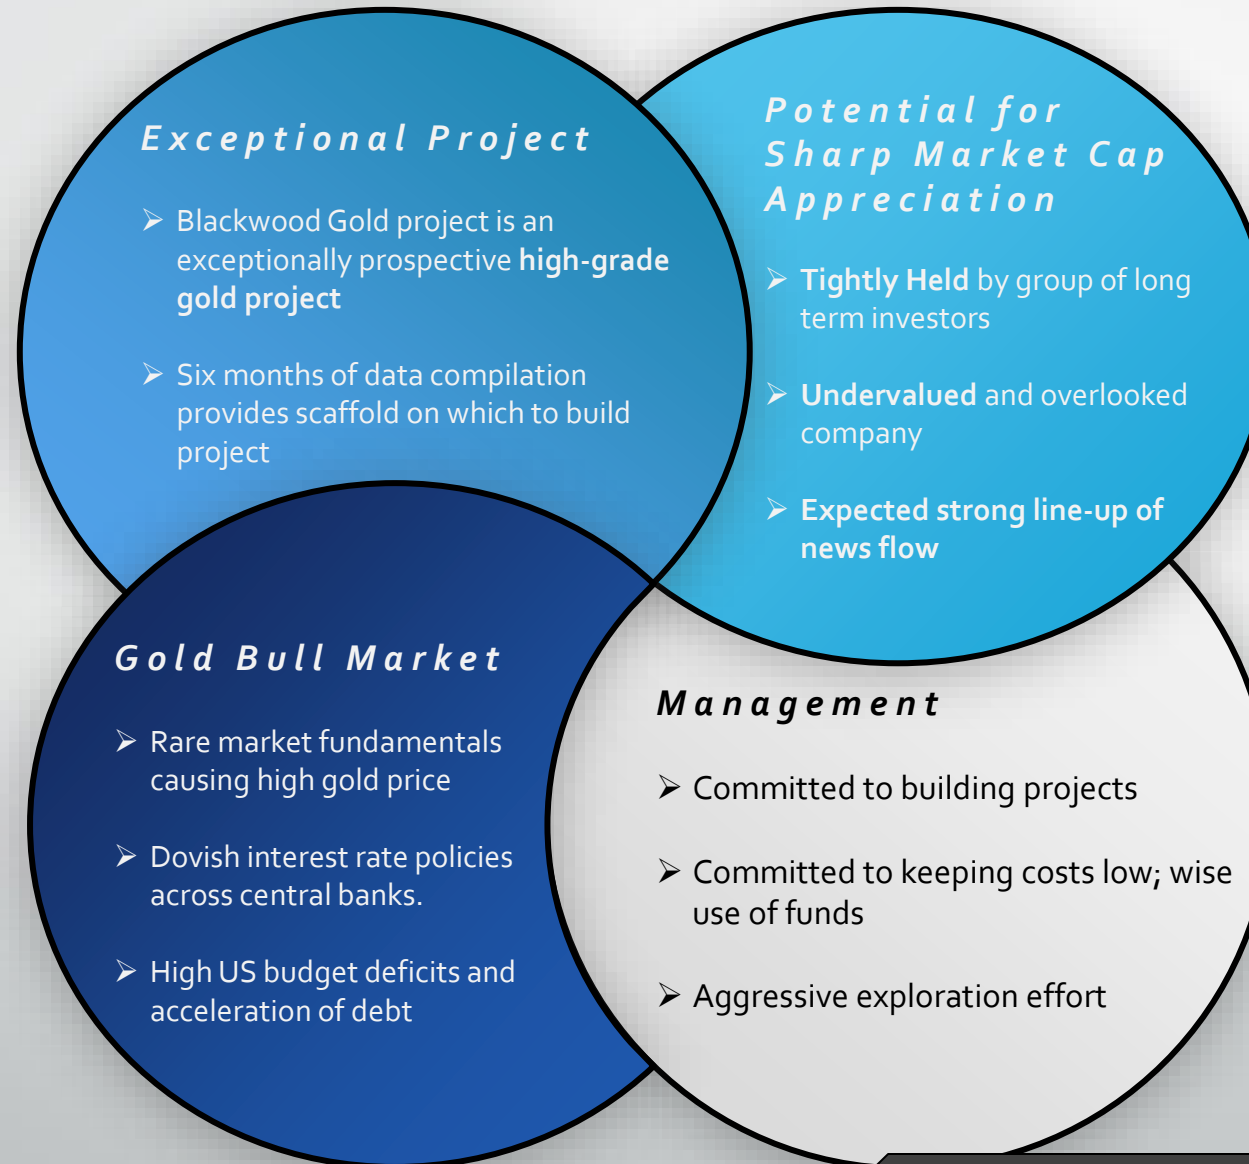 Exceptional Project
➢ Blackwood Gold project is an
exceptionally prospective high-grade
gold project
➢ Six months of data compilation
provides scaffold on which to build
project
Potential for
Sharp Market Cap
Appreciation
➢ Tightly Held by group of long
term investors
➢ Undervalued and overlooked
company
➢ Expected strong line-up of
news flow
Gold Bull Market
➢ Rare market fundamentals
causing high gold price
➢ Dovish interest rate policies
across central banks.
➢ High US budget deficits and
acceleration of debt
Management
➢ Committed to building projects
➢ Committed to keeping costs low; wise
use of funds
➢ Aggressive exploration effort